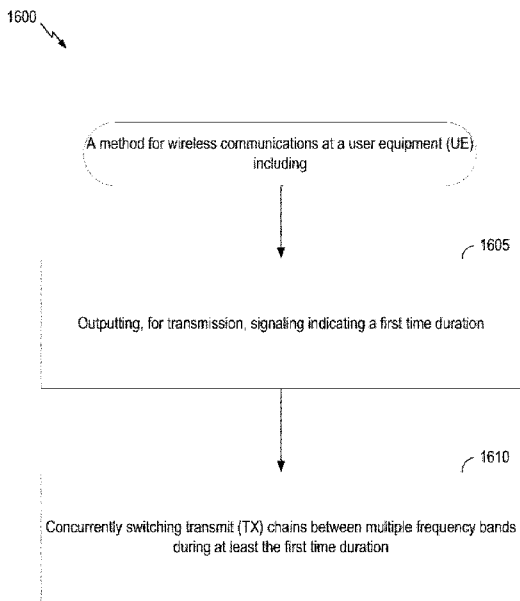 1600
A method for wireless communications at a user equipment (UE)
including
1605
Outputting, for transmission, signaling indicating a first time duration
1610
Concurrently switching transmit (TX) chains between multiple frequency bands
during at least the first time duration